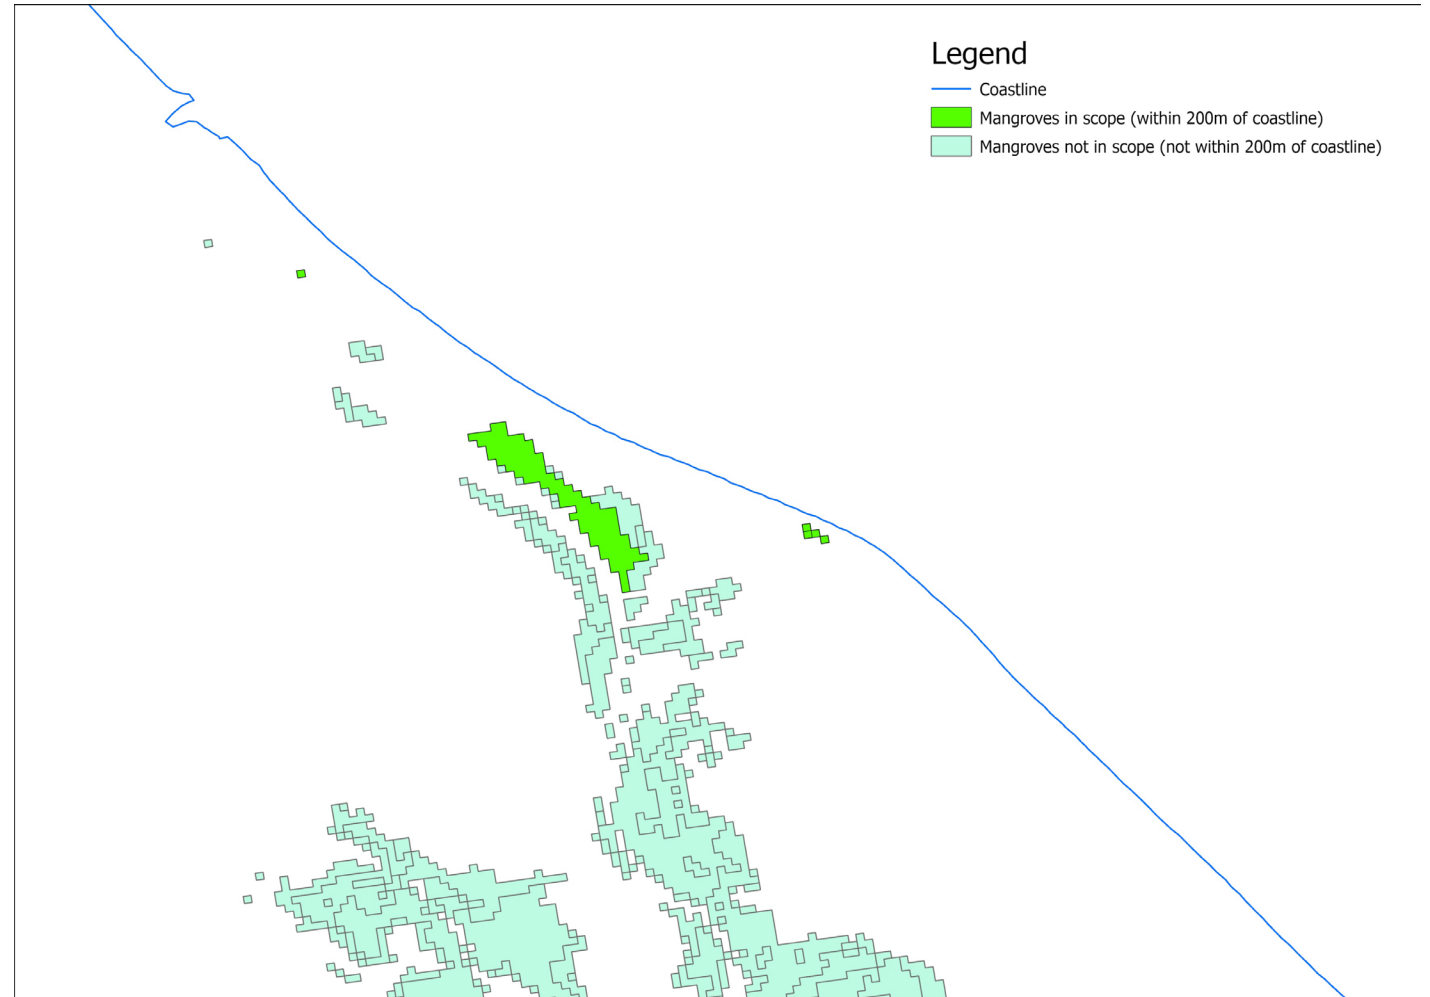 Legend
Coastline
Mangroves in scope (within 200m of coastline)
Mangroves not in scope (not within 200m of coastline)